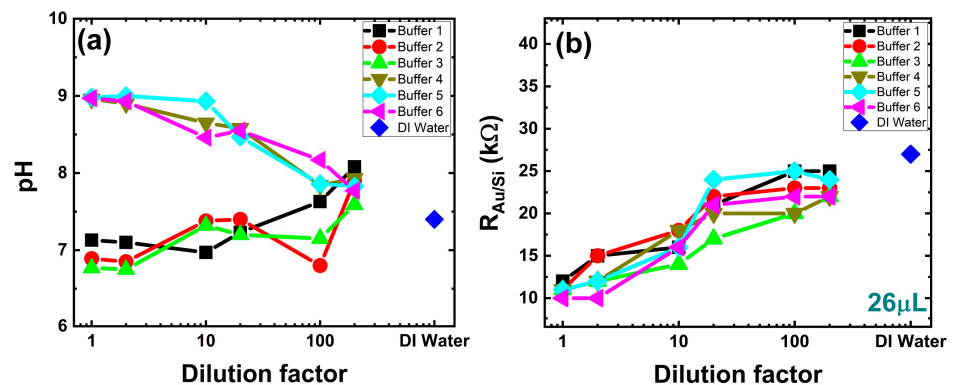 (a)
Buffer 1
Buffer 2
Buffer 3
Buffer 4
Buffer 5
Buffer 6
DI Water
10
9
8
7
6
pH
1
10
100
DI Water
Dilution factor
(b)
Buffer 1
Buffer 2
Buffer 3
Buffer 4
Buffer 5
Buffer 6
DI Water
40
35
30
25
20
15
10
R_Au/Si (kΩ)
26μL
1
10
100
DI Water
Dilution factor